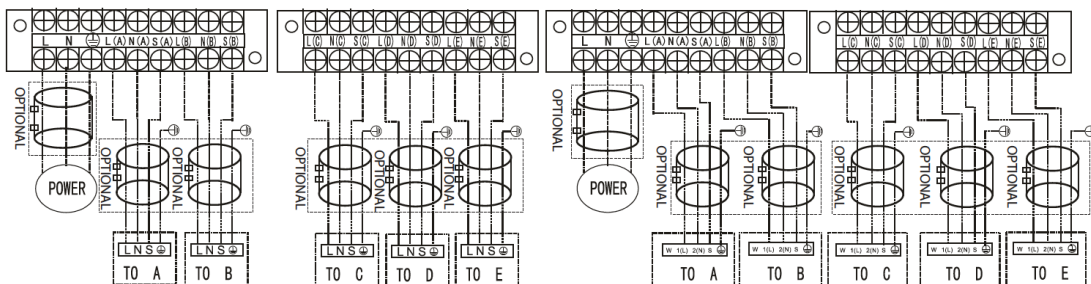 L N L(A) N(A) S(A) L(B) N(B) S(B)
L(C) N(C) S(C) L(D) N(D) S(D) L(E) N(E) S(E)
L N L(A) N(A) S(A) L(B) N(B) S(B)
L(C) N(C) S(C) L(D) N(D) S(D) L(E) N(E) S(E)
OPTIONAL
OPTIONAL
POWER
OPTIONAL
OPTIONAL
OPTIONAL
OPTIONAL
OPTIONAL
POWER
OPTIONAL
OPTIONAL
OPTIONAL
OPTIONAL
OPTIONAL
OPTIONAL
L N S
L N S
L N S
L N S
L N S
W 1(L) 2(N) S
W 1(L) 2(N) S
W 1(L) 2(N) S
W 1(L) 2(N) S
W 1(L) 2(N) S
TO A
TO B
TO C
TO D
TO E
TO A
TO B
TO C
TO D
TO E